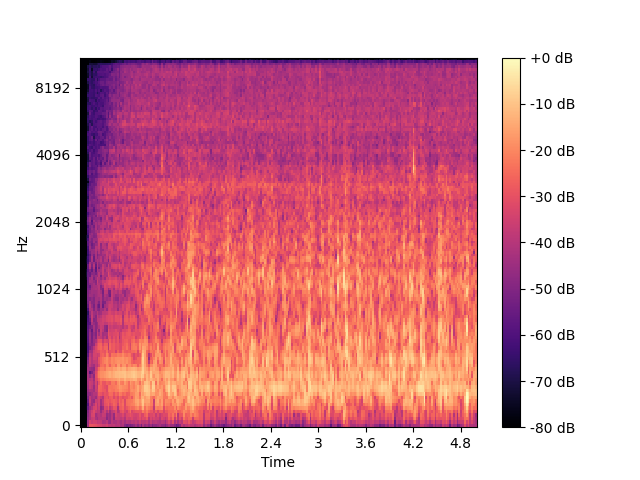 8192
4096
2048
1024
512
0
Hz
0 0.6 1.2 1.8 2.4 3 3.6 4.2 4.8
Time
+0 dB
-10 dB
-20 dB
-30 dB
-40 dB
-50 dB
-60 dB
-70 dB
-80 dB